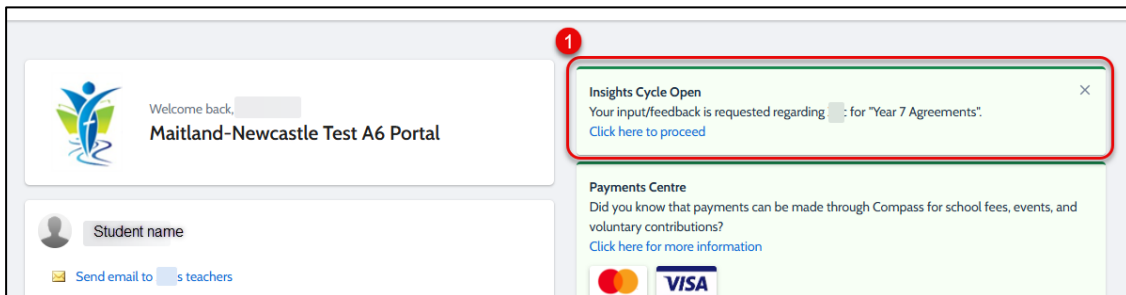 1
Welcome back,
Maitland-Newcastle Test A6 Portal
Student name
Send email to s teachers
Insights Cycle Open
Your input/feedback is requested regarding for "Year 7 Agreements".
Click here to proceed
Payments Centre
Did you know that payments can be made through Compass for school fees, events, and
voluntary contributions?
Click here for more information
VISA